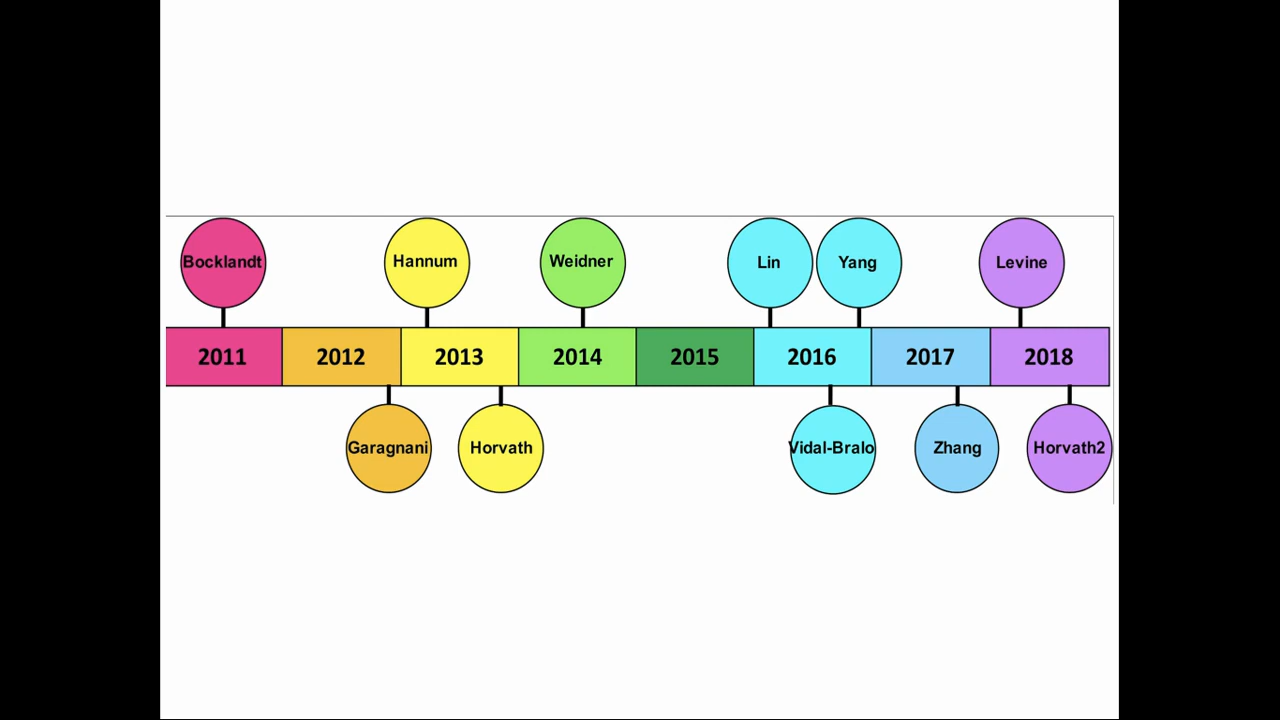 Bocklandt
Hannum
Weidner
Lin
Yang
Levine
2011
2012
2013
2014
2015
2016
2017
2018
Garagnani
Horvath
Vidal-Bralo
Zhang
Horvath2